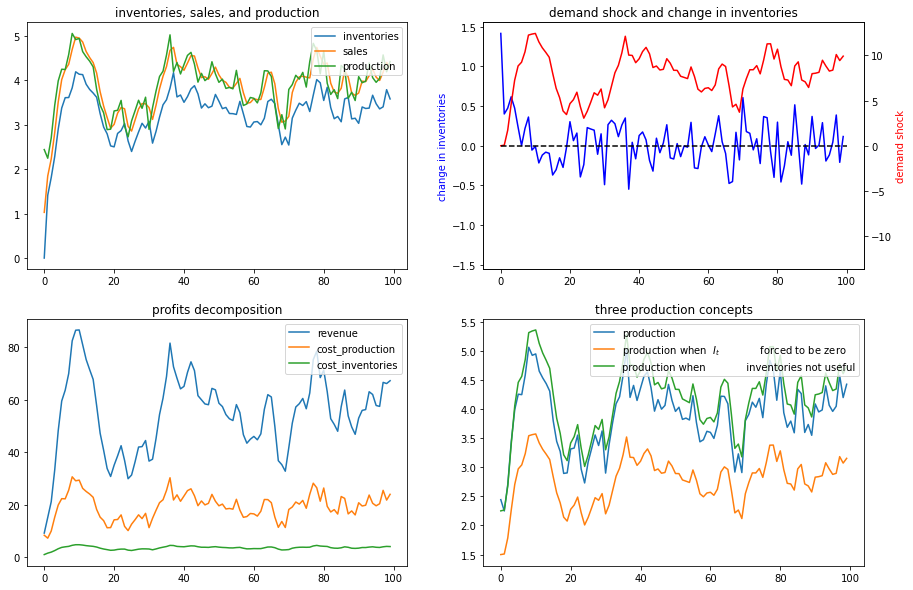 inventories, sales, and production
inventories
sales
production
5
4
3
2
1
0
0 20 40 60 80 100
demand shock and change in inventories
change in inventories
demand shock
1.5
1.0
0.5
0.0
−0.5
−1.0
−1.5
10
5
0
−5
−10
0 20 40 60 80 100
profits decomposition
revenue
cost_production
cost_inventories
80
60
40
20
0
0 20 40 60 80 100
three production concepts
production
production when I_t forced to be zero
production when inventories not useful
5.5
5.0
4.5
4.0
3.5
3.0
2.5
2.0
1.5
0 20 40 60 80 100